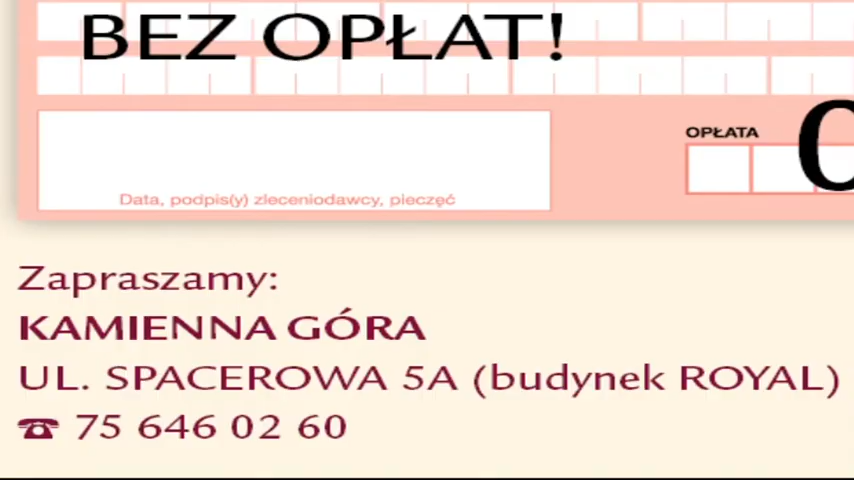 BEZ OPŁAT!
OPŁATA
0
Data, podpis(y) zleceniodawcy, pieczęć
Zapraszamy:
KAMIENNA GÓRA
UL. SPACEROWA 5A (budynek ROYAL)
☎ 75 646 02 60